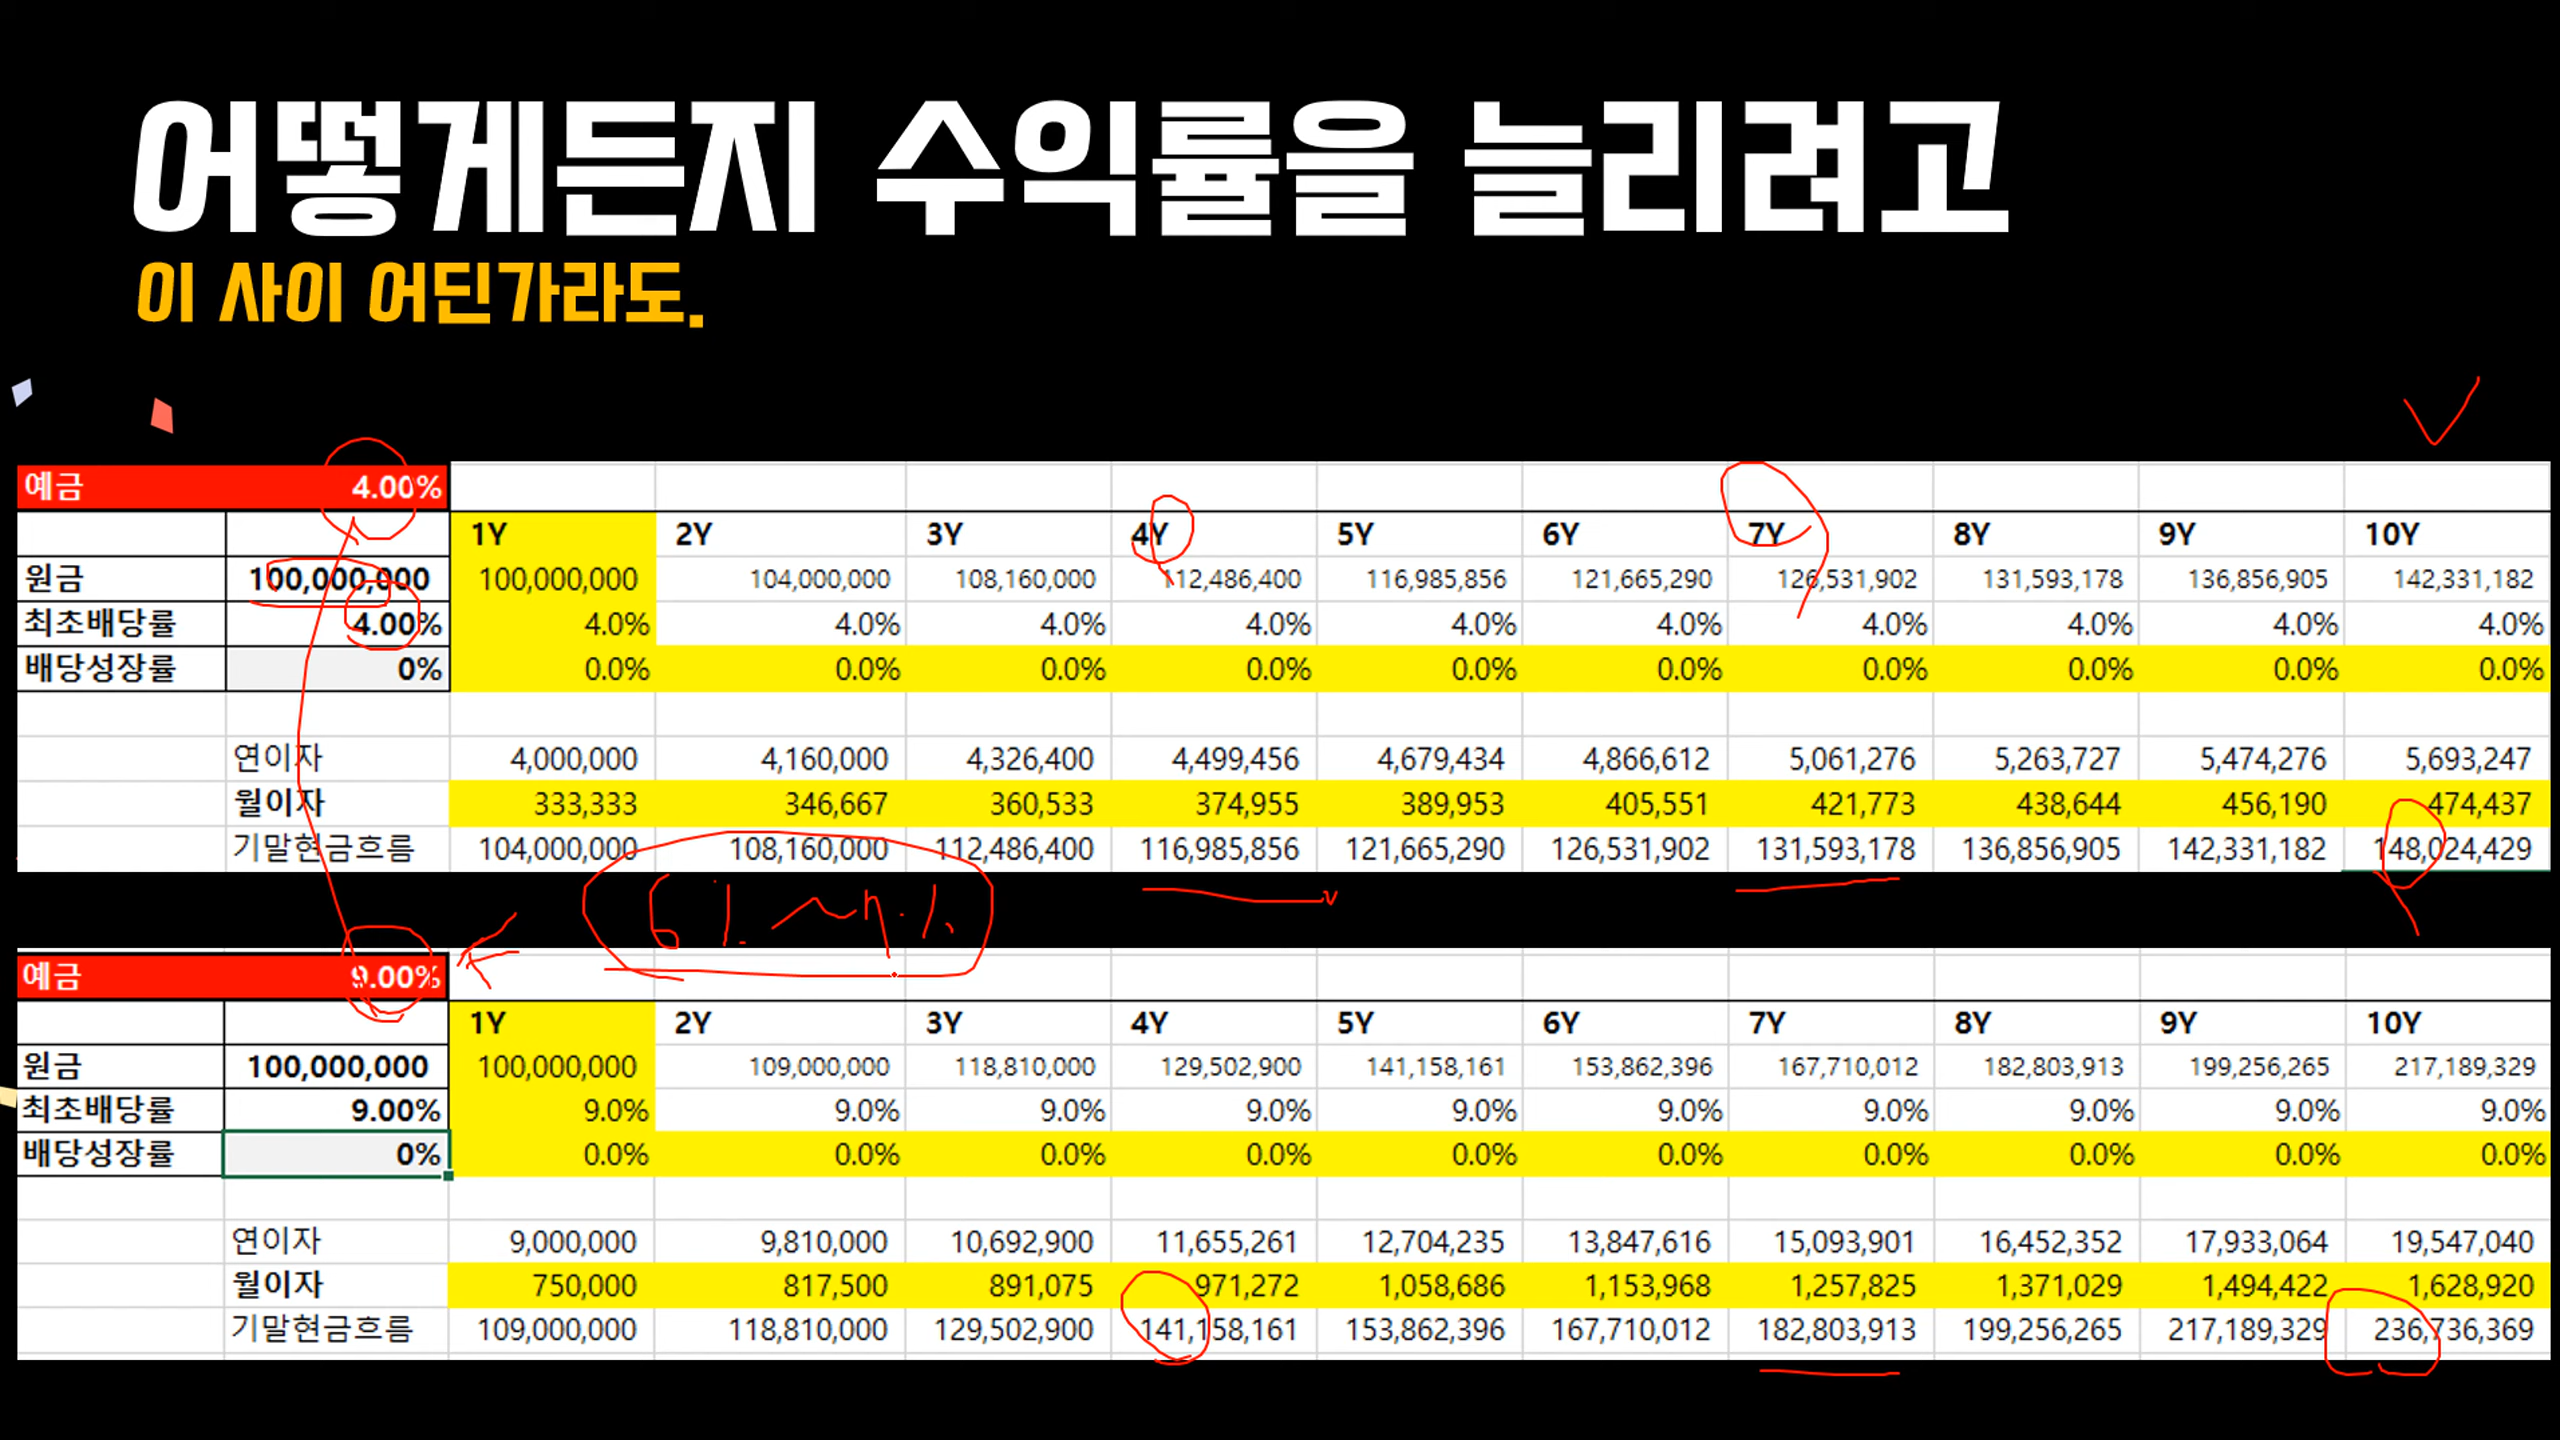 어떻게든지 수익률을 늘리려고
이 사이 어딘가라도.
예금 4.00%
1Y 2Y 3Y 4Y 5Y 6Y 7Y 8Y 9Y 10Y
원금 100,000,000 100,000,000 104,000,000 108,160,000 112,486,400 116,985,856 121,665,290 126,531,902 131,593,178 136,856,905 142,331,182
최초배당률 4.00% 4.0% 4.0% 4.0% 4.0% 4.0% 4.0% 4.0% 4.0% 4.0% 4.0%
배당성장률 0% 0.0% 0.0% 0.0% 0.0% 0.0% 0.0% 0.0% 0.0% 0.0% 0.0%
연이자 4,000,000 4,160,000 4,326,400 4,499,456 4,679,434 4,866,612 5,061,276 5,263,727 5,474,276 5,693,247
월이자 333,333 346,667 360,533 374,955 389,953 405,551 421,773 438,644 456,190 474,437
기말현금흐름 104,000,000 108,160,000 112,486,400 116,985,856 121,665,290 126,531,902 131,593,178 136,856,905 142,331,182 148,024,429
6%~7%
예금 9.00%
1Y 2Y 3Y 4Y 5Y 6Y 7Y 8Y 9Y 10Y
원금 100,000,000 100,000,000 109,000,000 118,810,000 129,502,900 141,158,161 153,862,396 167,710,012 182,803,913 199,256,265 217,189,329
최초배당률 9.00% 9.0% 9.0% 9.0% 9.0% 9.0% 9.0% 9.0% 9.0% 9.0% 9.0%
배당성장률 0% 0.0% 0.0% 0.0% 0.0% 0.0% 0.0% 0.0% 0.0% 0.0% 0.0%
연이자 9,000,000 9,810,000 10,692,900 11,655,261 12,704,235 13,847,616 15,093,901 16,452,352 17,933,064 19,547,040
월이자 750,000 817,500 891,075 971,272 1,058,686 1,153,968 1,257,825 1,371,029 1,494,422 1,628,920
기말현금흐름 109,000,000 118,810,000 129,502,900 141,158,161 153,862,396 167,710,012 182,803,913 199,256,265 217,189,329 236,736,369